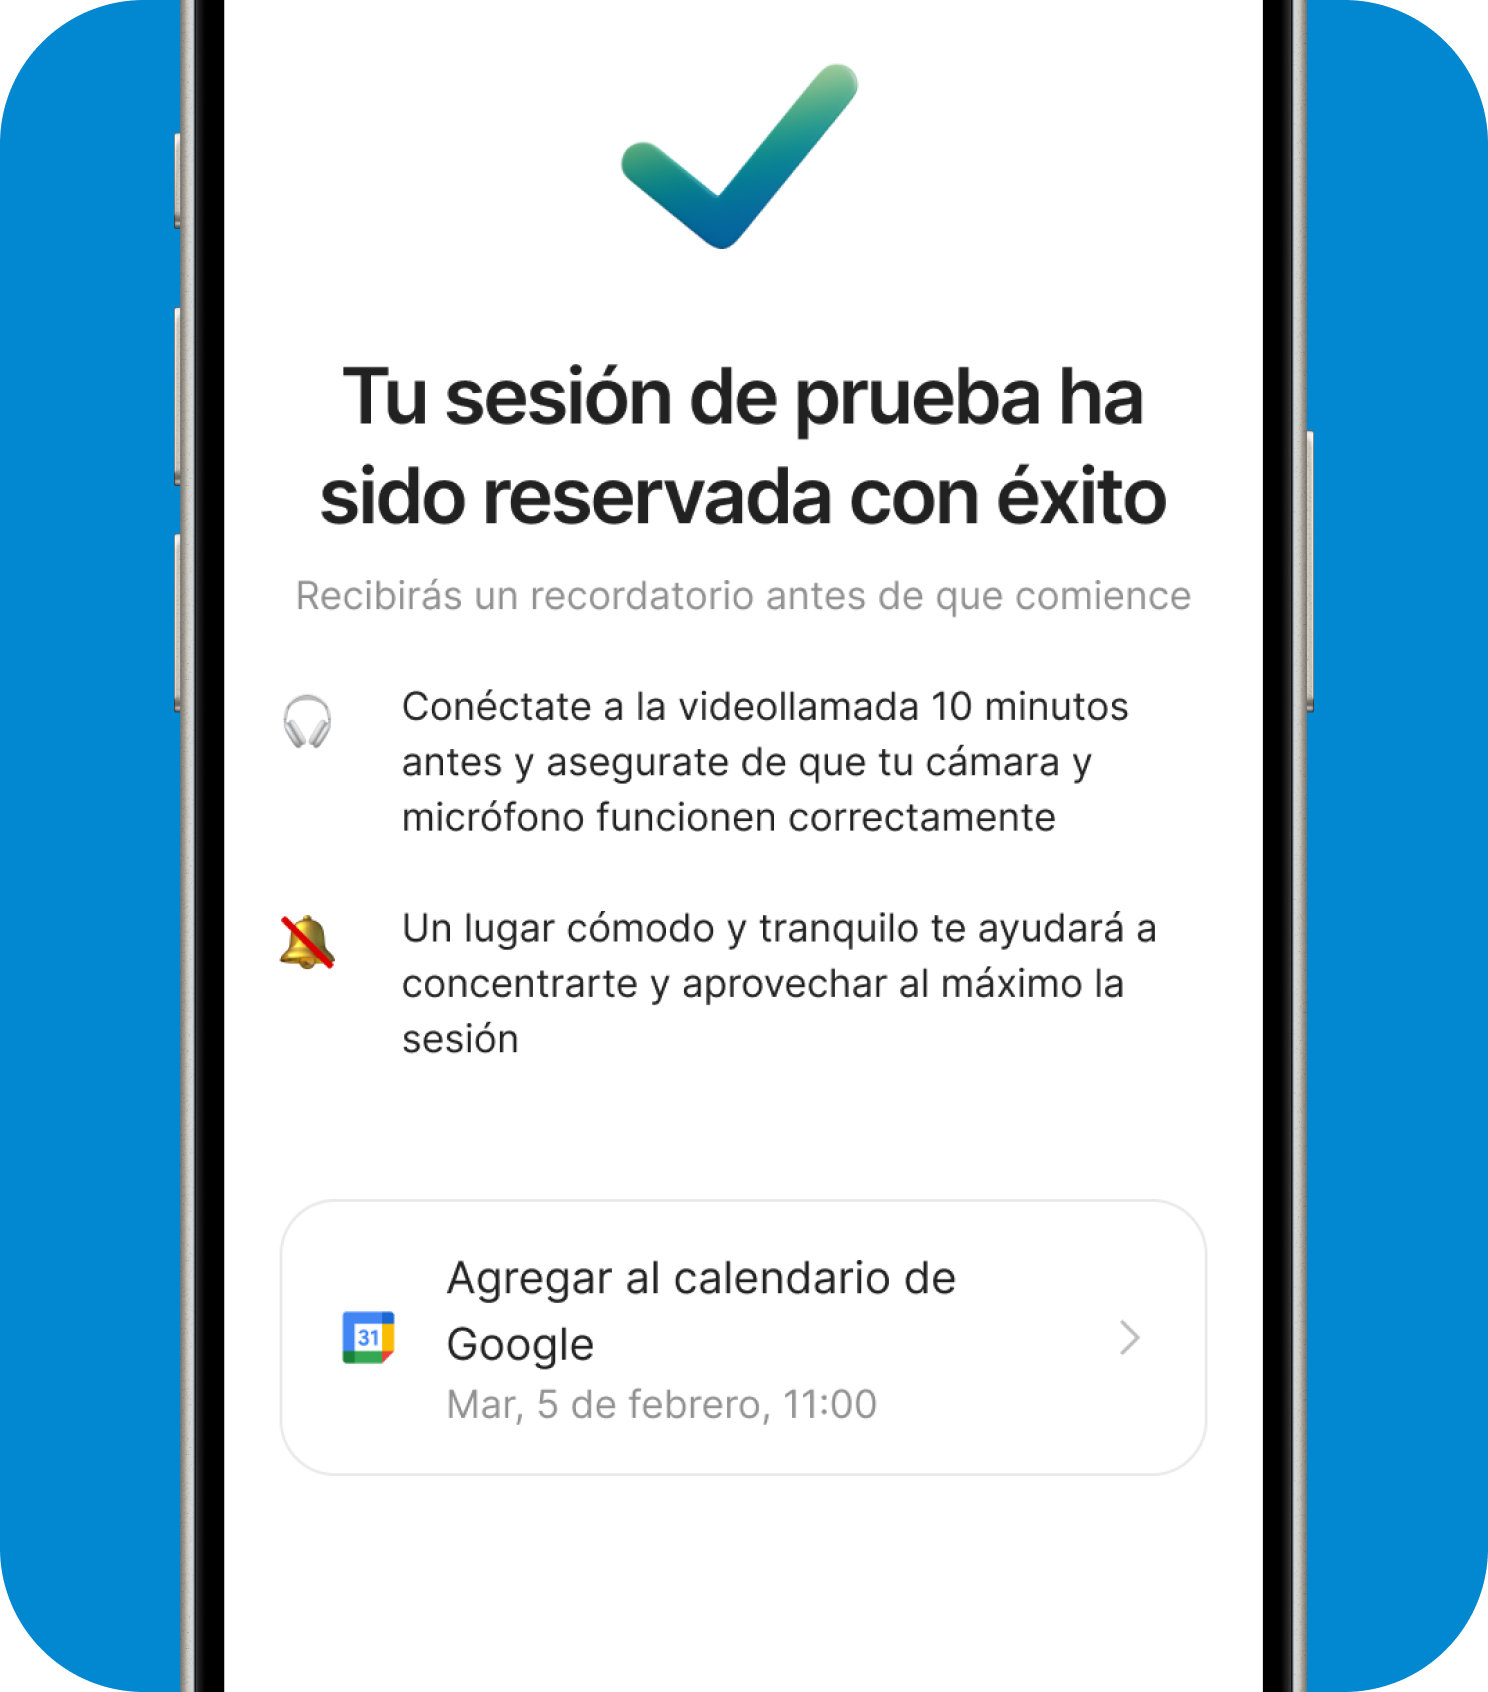 Tu sesión de prueba ha
sido reservada con éxito
Recibirás un recordatorio antes de que comience
Conéctate a la videollamada 10 minutos
antes y asegurate de que tu cámara y
micrófono funcionen correctamente
Un lugar cómodo y tranquilo te ayudará a
concentrarte y aprovechar al máximo la
sesión
Agregar al calendario de
31
Google
Mar, 5 de febrero, 11:00